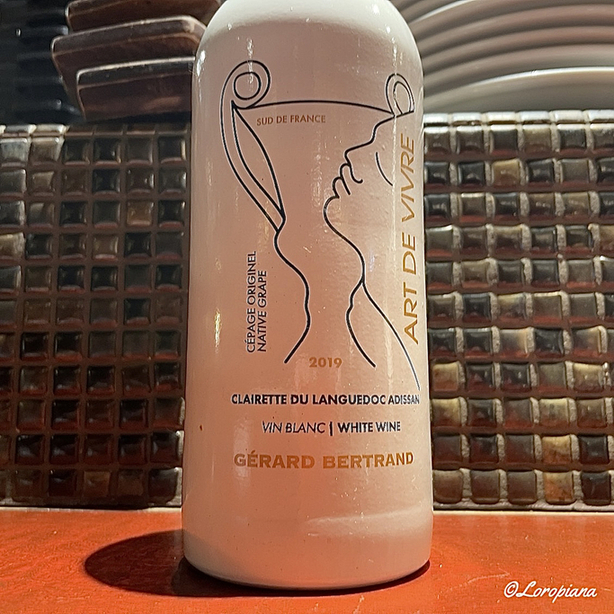 SUD DE FRANCE
ART DE VIVRE
CÉPAGE ORIGINEL
NATIVE GRAPE
2019
CLAIRETTE DU LANGUEDOC ADISSAN
VIN BLANC | WHITE WINE
GÉRARD BERTRAND
©Loropiana